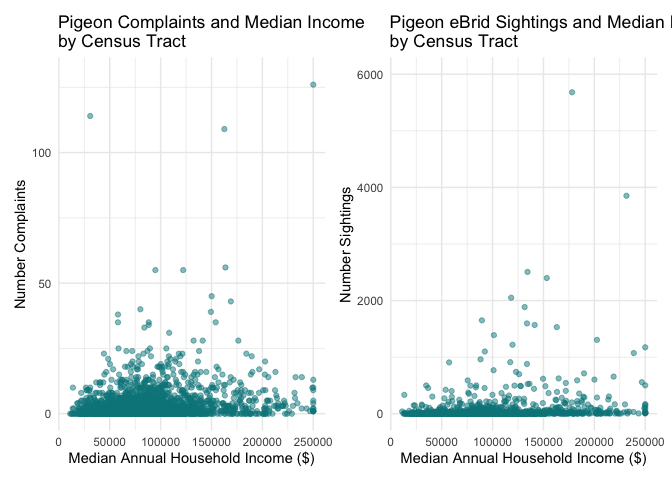 Pigeon Complaints and Median Income
by Census Tract
Number Complaints
100
50
0
0
50000
100000
150000
200000
250000
Median Annual Household Income ($)
Pigeon eBrid Sightings and Median
by Census Tract
Number Sightings
6000
4000
2000
0
0
50000
100000
150000
200000
250000
Median Annual Household Income ($)